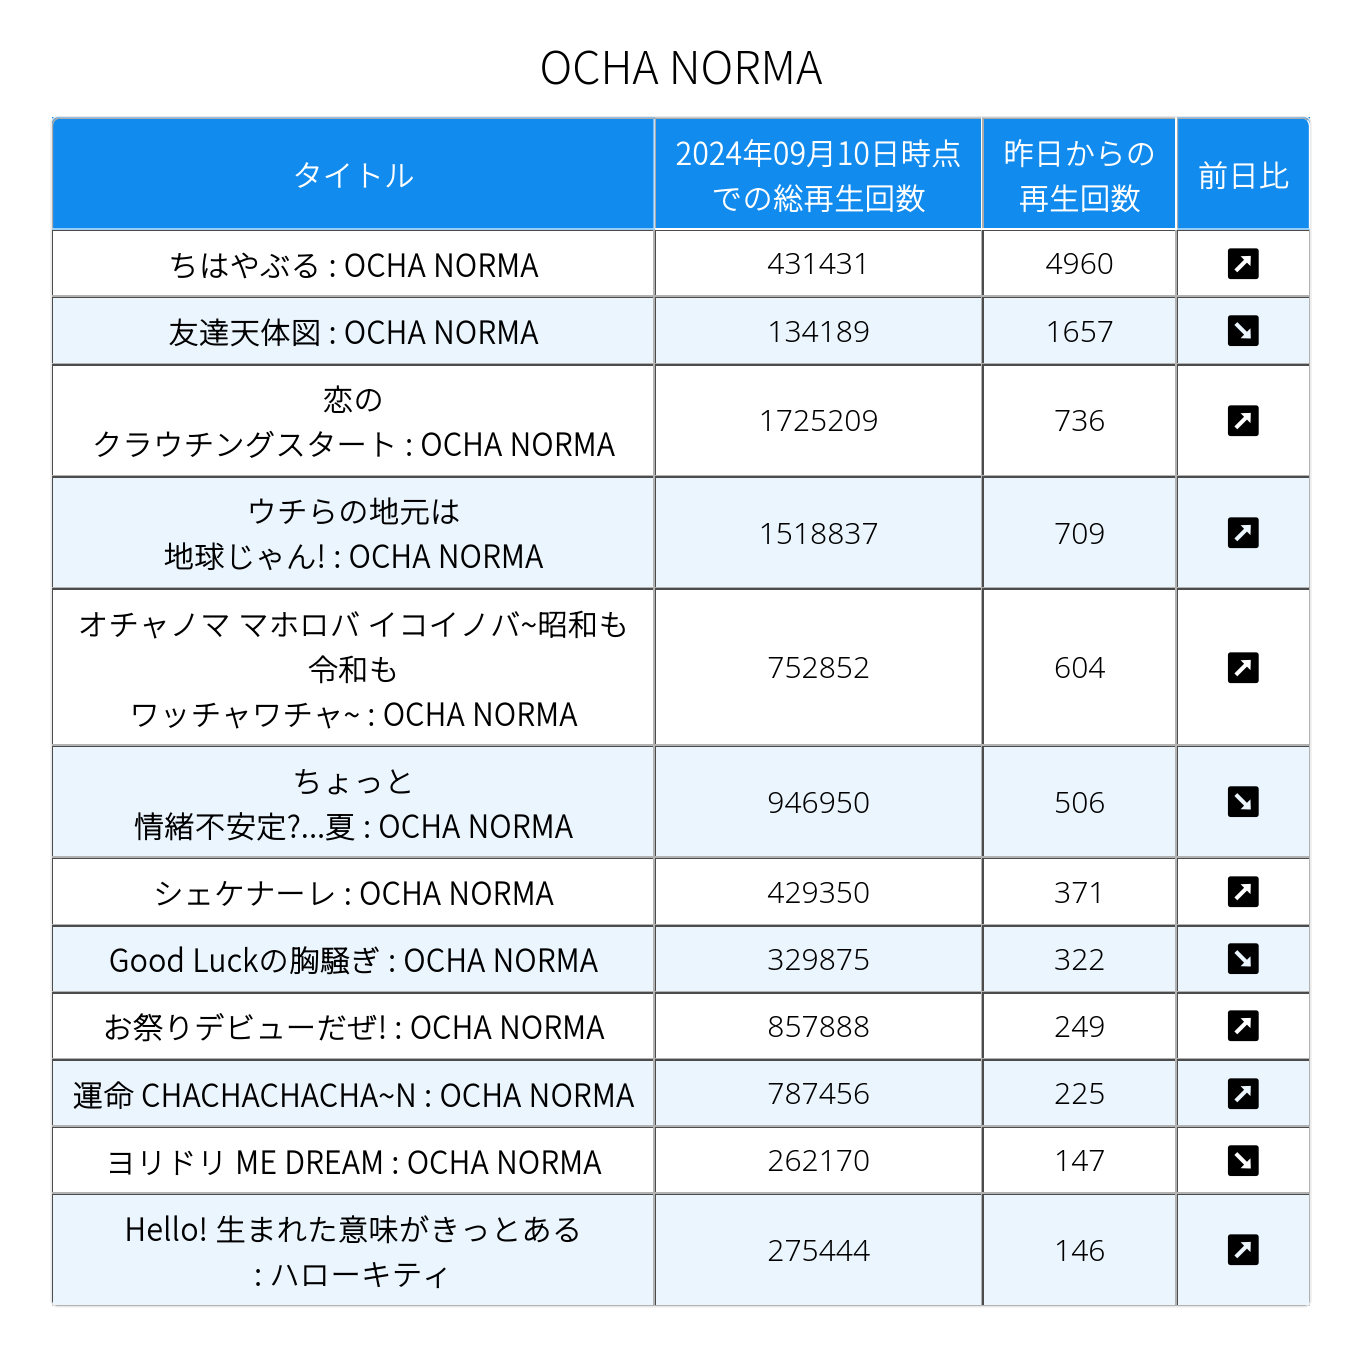 OCHA NORMA
タイトル 2024年09月10日時点 昨日からの 前日比
での総再生回数 再生回数
ちはやぶる : OCHA NORMA 431431 4960
友達天体図 : OCHA NORMA 134189 1657
恋の
クラウチングスタート : OCHA NORMA 1725209 736
ウチらの地元は
地球じゃん! : OCHA NORMA 1518837 709
オチャノマ マホロバ イコイノバ~昭和も
令和も 752852 604
ワッチャワチャ~ : OCHA NORMA
ちょっと
情緒不安定?...夏 : OCHA NORMA 946950 506
シェケナーレ : OCHA NORMA 429350 371
Good Luckの胸騒ぎ : OCHA NORMA 329875 322
お祭りデビューだぜ! : OCHA NORMA 857888 249
運命 CHACHACHACHA~N : OCHA NORMA 787456 225
ヨリドリ ME DREAM : OCHA NORMA 262170 147
Hello! 生まれた意味がきっとある
: ハローキティ 275444 146